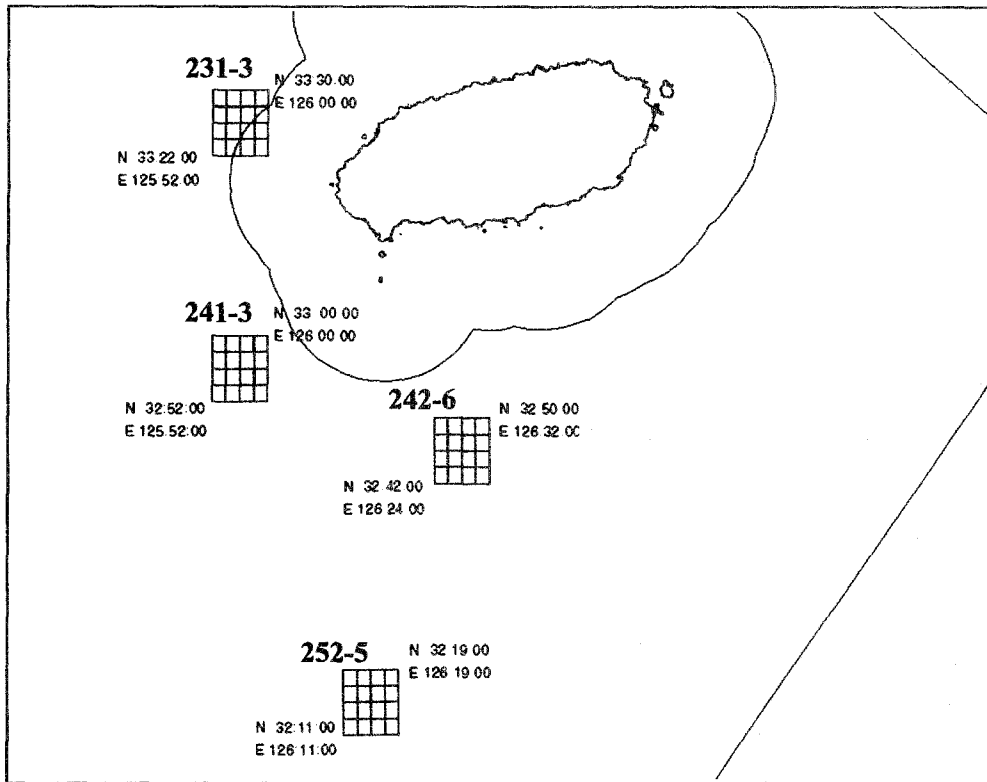 231-3
N 33 30 00
E 126 00 00
N 33 22 00
E 125 52 00
241-3
N 33 00 00
E 126 00 00
N 32:52:00
E 125:52:00
242-6
N 32 50 00
E 126 32 00
N 32 42 00
E 126 24 00
252-5
N 32 19 00
E 126 19 00
N 32:11:00
E 126:11:00